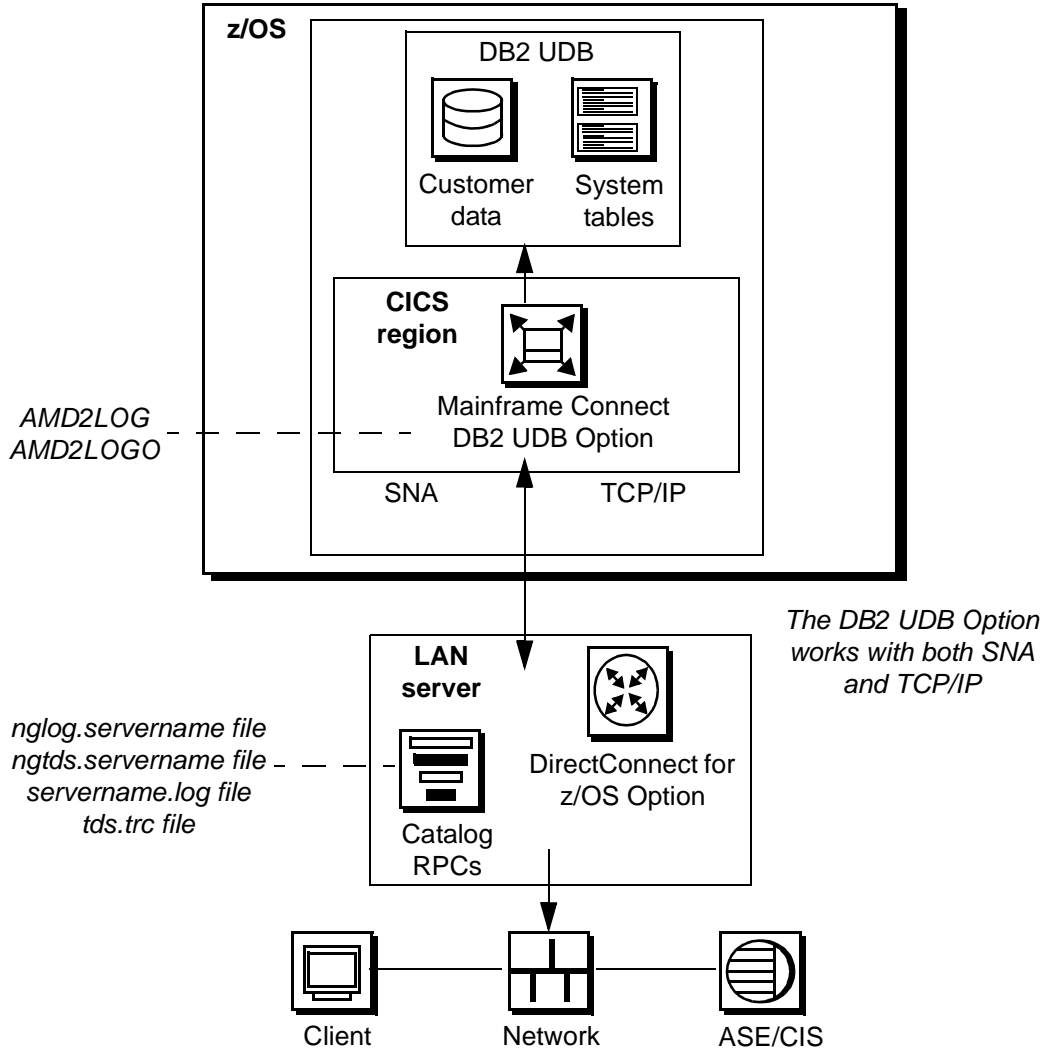 z/OS
DB2 UDB
Customer
data
System
tables
CICS
region
Mainframe Connect
DB2 UDB Option
AMD2LOG
AMD2LOGO
SNA
TCP/IP
The DB2 UDB Option
works with both SNA
and TCP/IP
LAN
server
nglog.servername file
ngtds.servername file
servername.log file
tds.trc file
DirectConnect for
z/OS Option
Catalog
RPCs
Client
Network
ASE/CIS